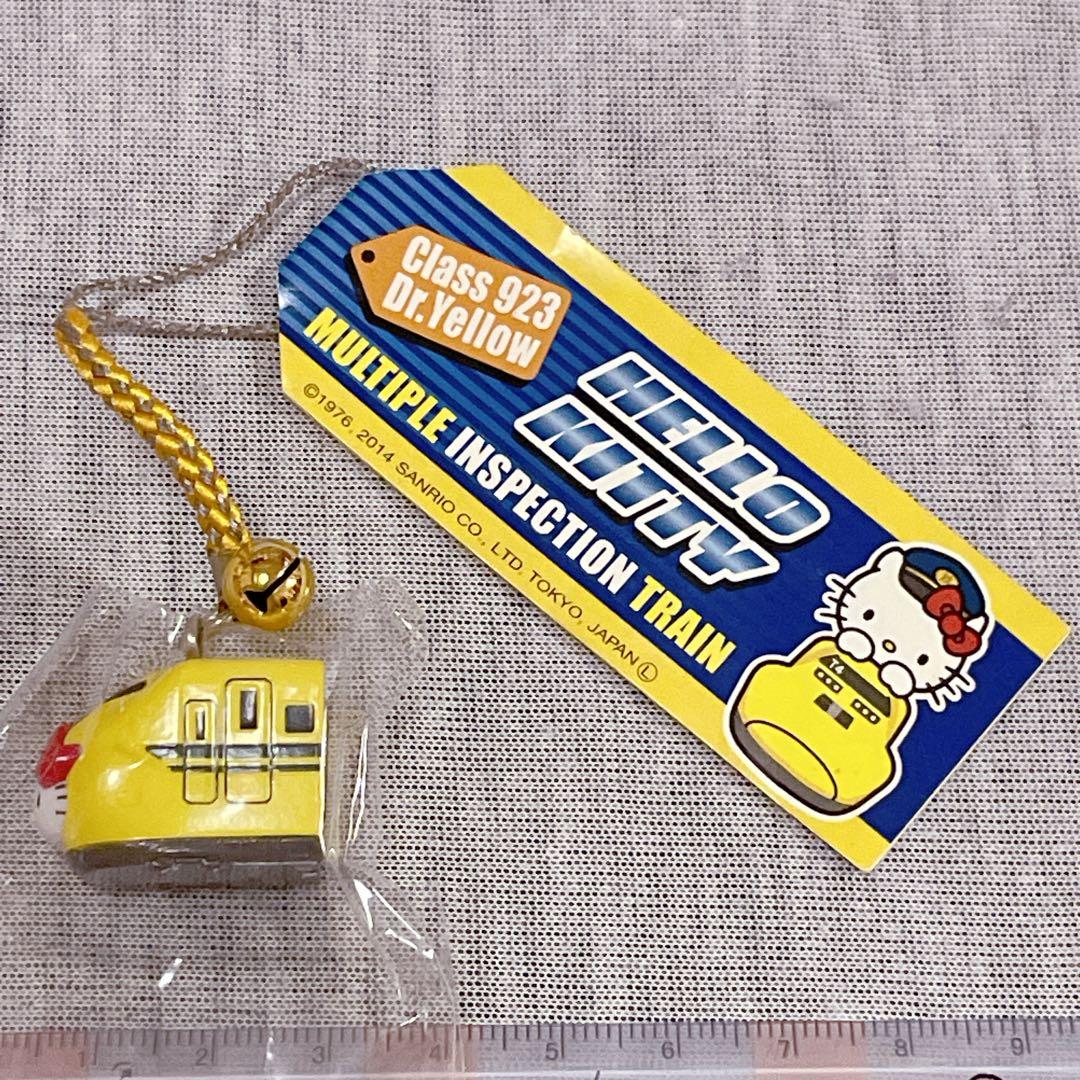 Class 923
Dr.Yellow
HELLO
KITTY
MULTIPLE INSPECTION TRAIN
©1976, 2014 SANRIO CO., LTD. TOKYO, JAPAN Ⓛ
T4
1 2 3 4 5 6 7 8 9